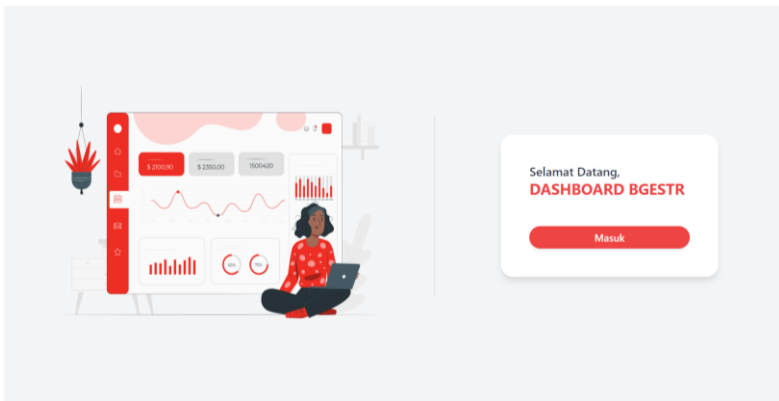 $ 2100,90
$ 2350,00
1500420
Selamat Datang,
DASHBOARD BGESTR
Masuk